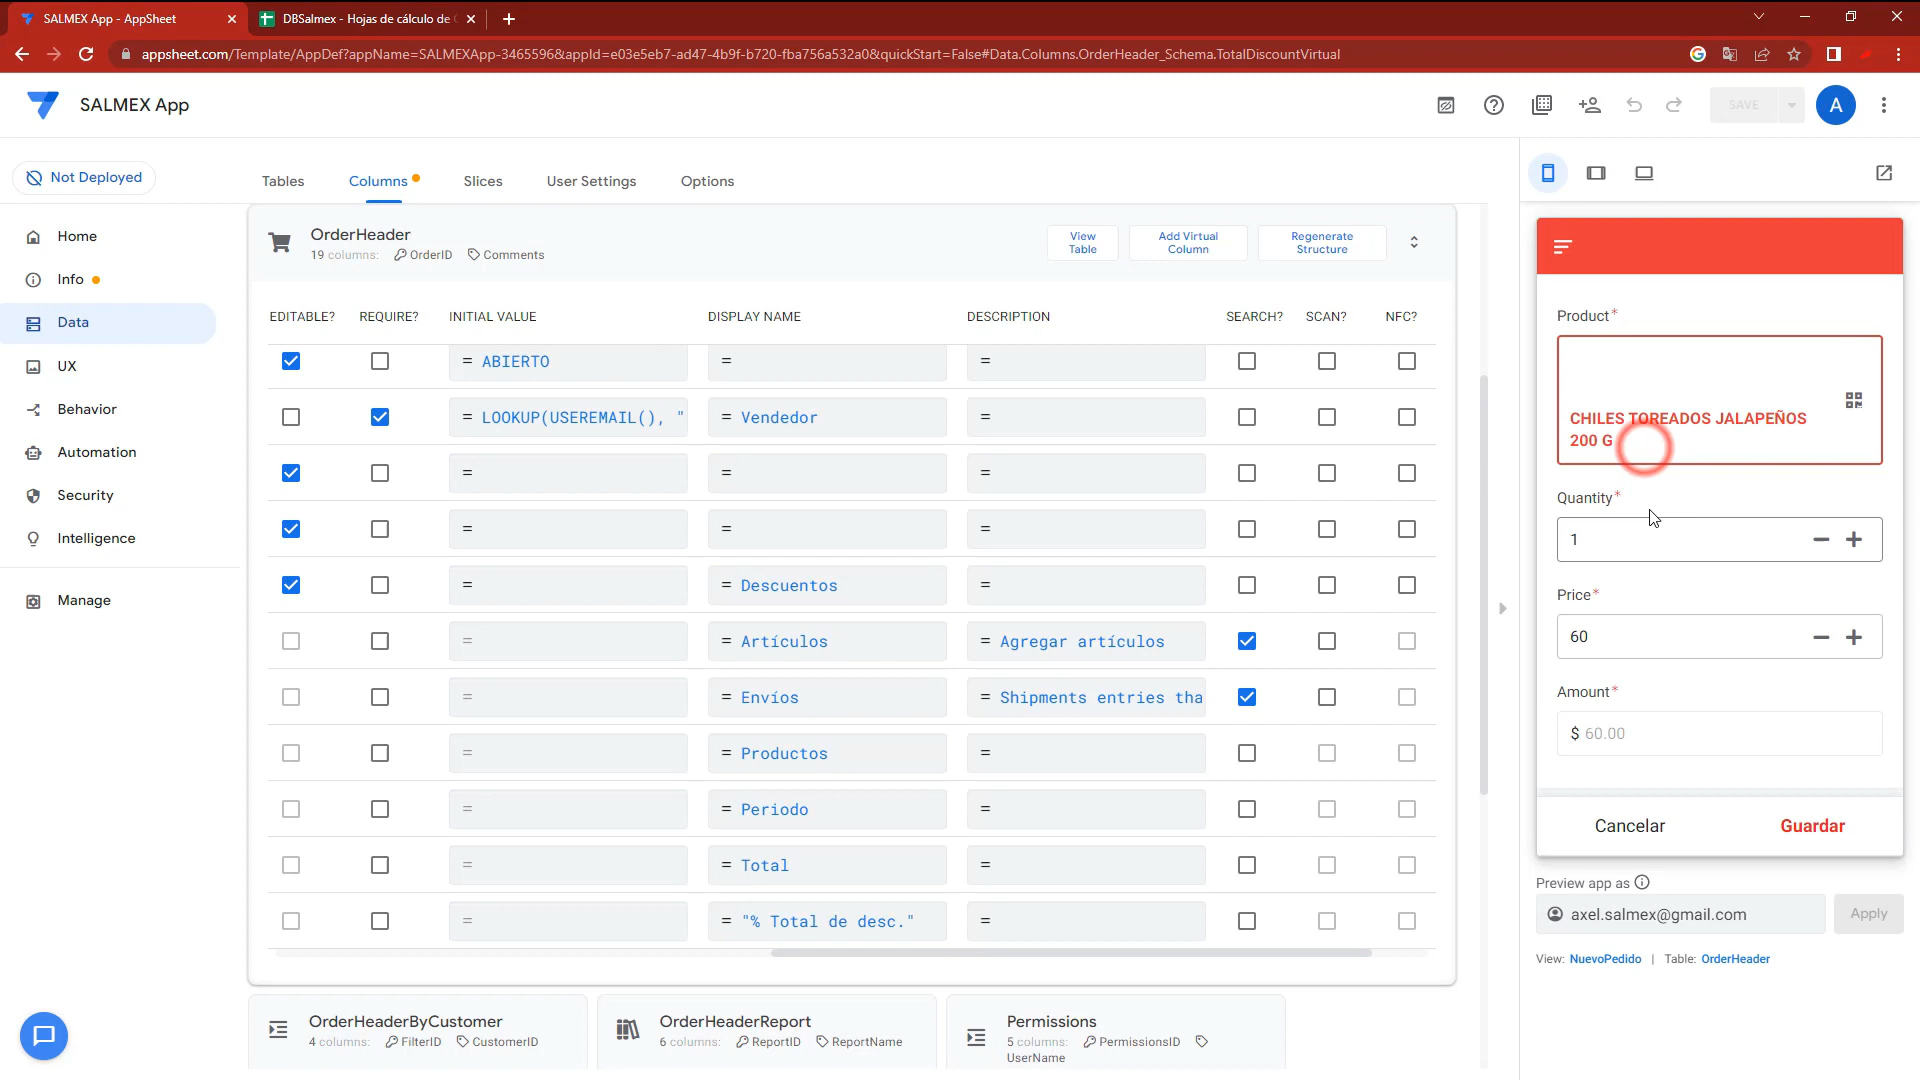 SALMEX App - AppSheet
DBSalmex - Hojas de cálculo de
appsheet.com/Template/AppDef?appName=SALMEXApp-3465596&appId=e03e5eb7-ad47-4b9f-b720-fba756a532a0&quickStart=False#Data.Columns.OrderHeader_Schema.TotalDiscountVirtual
SALMEX App
SAVE
A
Not Deployed
Tables Columns Slices User Settings Options
Home
Info
Data
UX
Behavior
Automation
Security
Intelligence
Manage
OrderHeader
19 columns: OrderID Comments
View Table
Add Virtual Column
Regenerate Structure
EDITABLE? REQUIRE? INITIAL VALUE DISPLAY NAME DESCRIPTION SEARCH? SCAN? NFC?
= ABIERTO = =
= LOOKUP(USEREMAIL(), " = Vendedor =
= = =
= = =
= = Descuentos =
= = Artículos = Agregar artículos
= = Envíos = Shipments entries tha
= = Productos =
= = Periodo =
= = Total =
= = "% Total de desc." =
OrderHeaderByCustomer
4 columns: FilterID CustomerID
OrderHeaderReport
6 columns: ReportID ReportName
Permissions
5 columns: PermissionsID
UserName
Product*
CHILES TOREADOS JALAPEÑOS
200 G
Quantity*
1
Price*
60
Amount*
$ 60.00
Cancelar Guardar
Preview app as
axel.salmex@gmail.com Apply
View: NuevoPedido | Table: OrderHeader